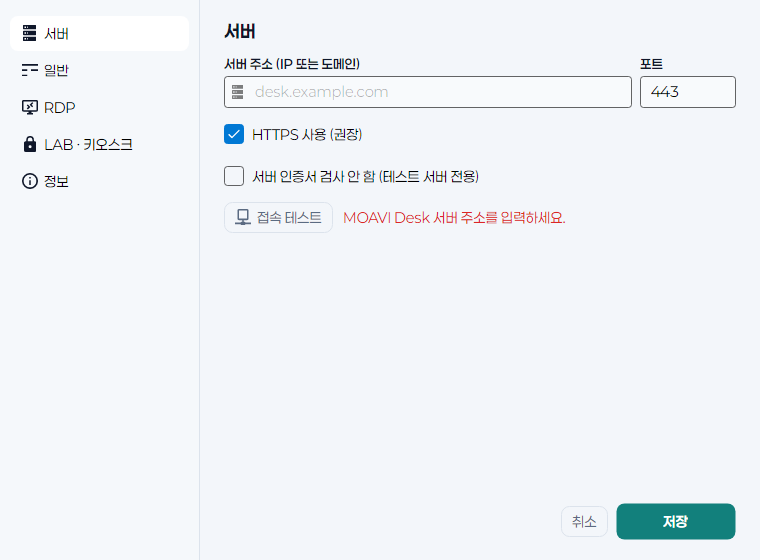 서버
일반
RDP
LAB · 키오스크
정보
서버
서버 주소 (IP 또는 도메인)
포트
desk.example.com
443
HTTPS 사용 (권장)
서버 인증서 검사 안 함 (테스트 서버 전용)
접속 테스트
MOAVI Desk 서버 주소를 입력하세요.
취소
저장